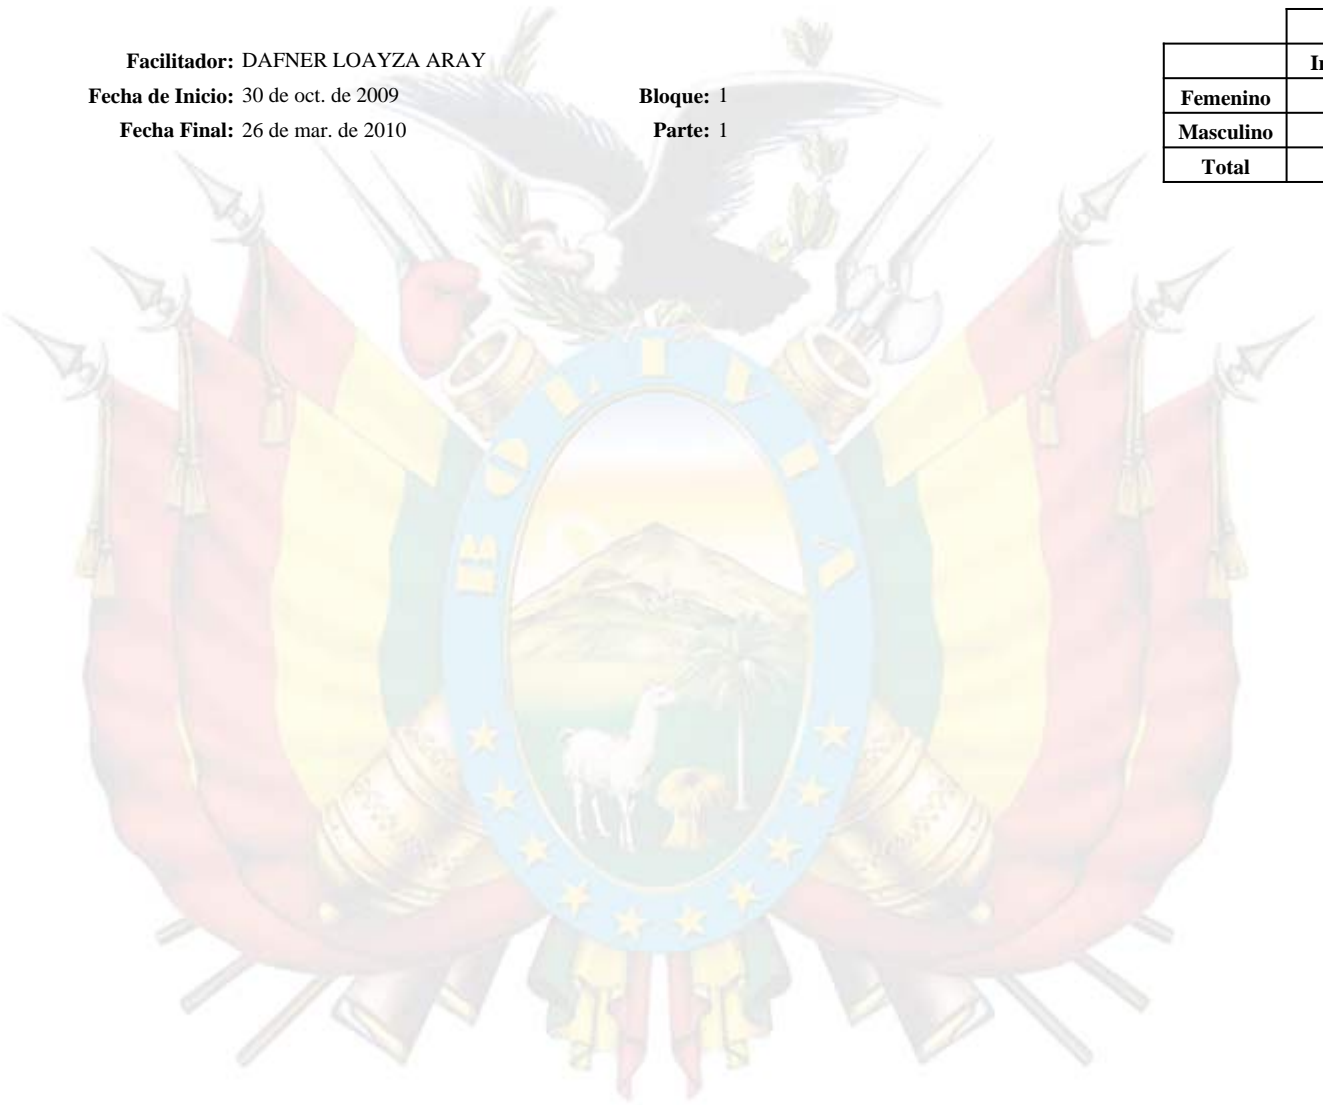 Facilitador: DAFNER LOAYZA ARAY
Fecha de Inicio: 30 de oct. de 2009 Bloque: 1
Fecha Final: 26 de mar. de 2010 Parte: 1
Femenino
Masculino
Total
BOLIVIA